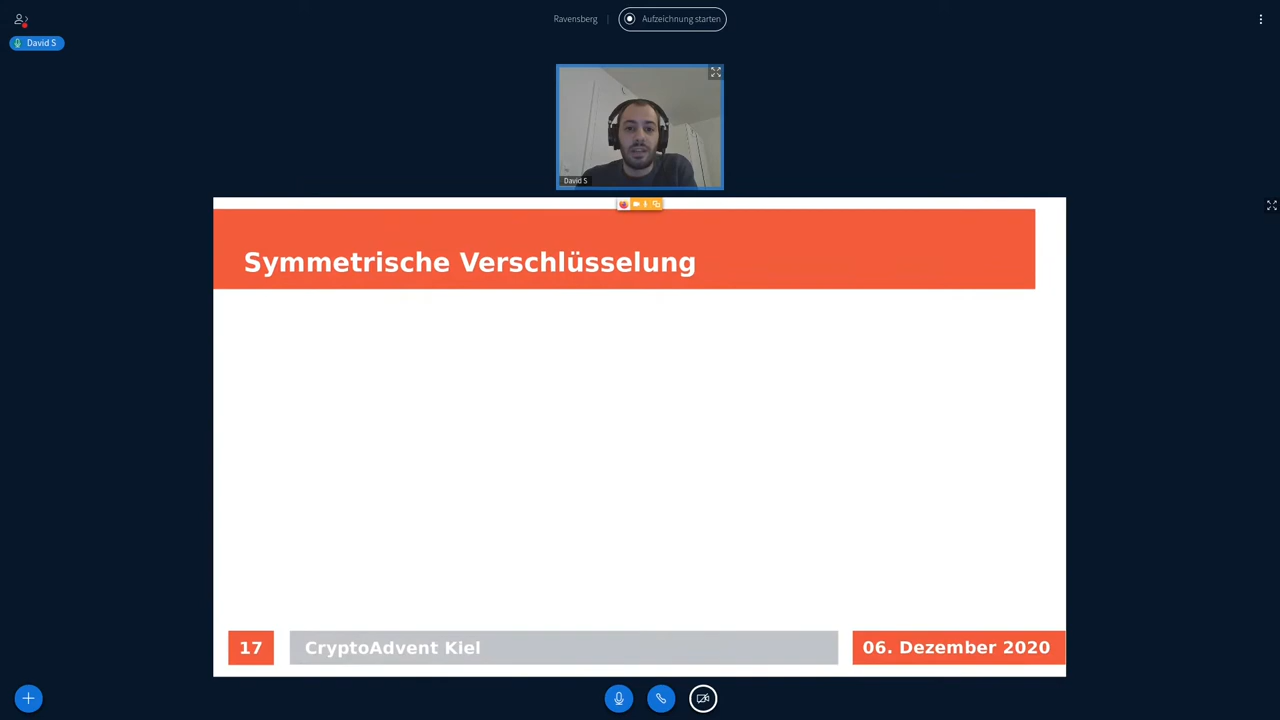 Ravensberg
Aufzeichnung starten
David S
David S
Symmetrische Verschlüsselung
17
CryptoAdvent Kiel
06. Dezember 2020